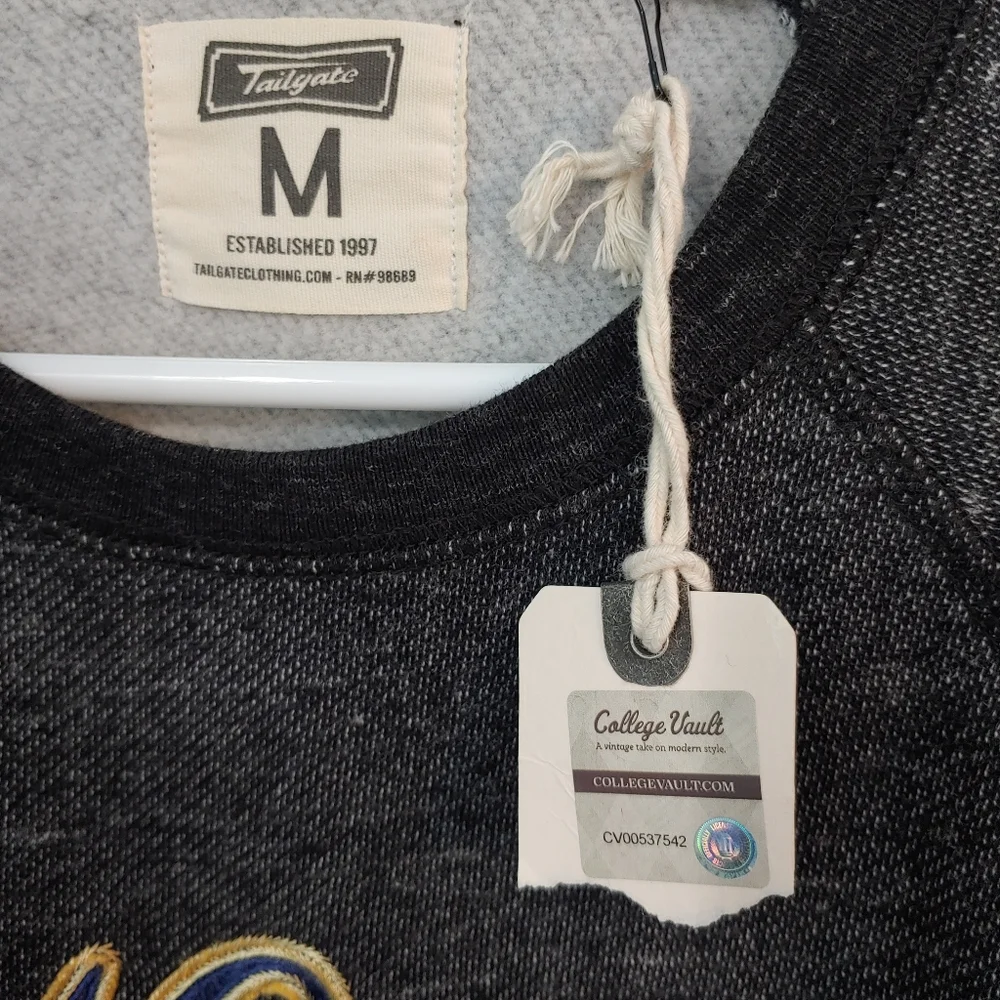 Tailgate
M
ESTABLISHED 1997
TAILGATECLOTHING.COM - RN#98689
College Vault
A vintage take on modern style.
COLLEGEVAULT.COM
CV00537542